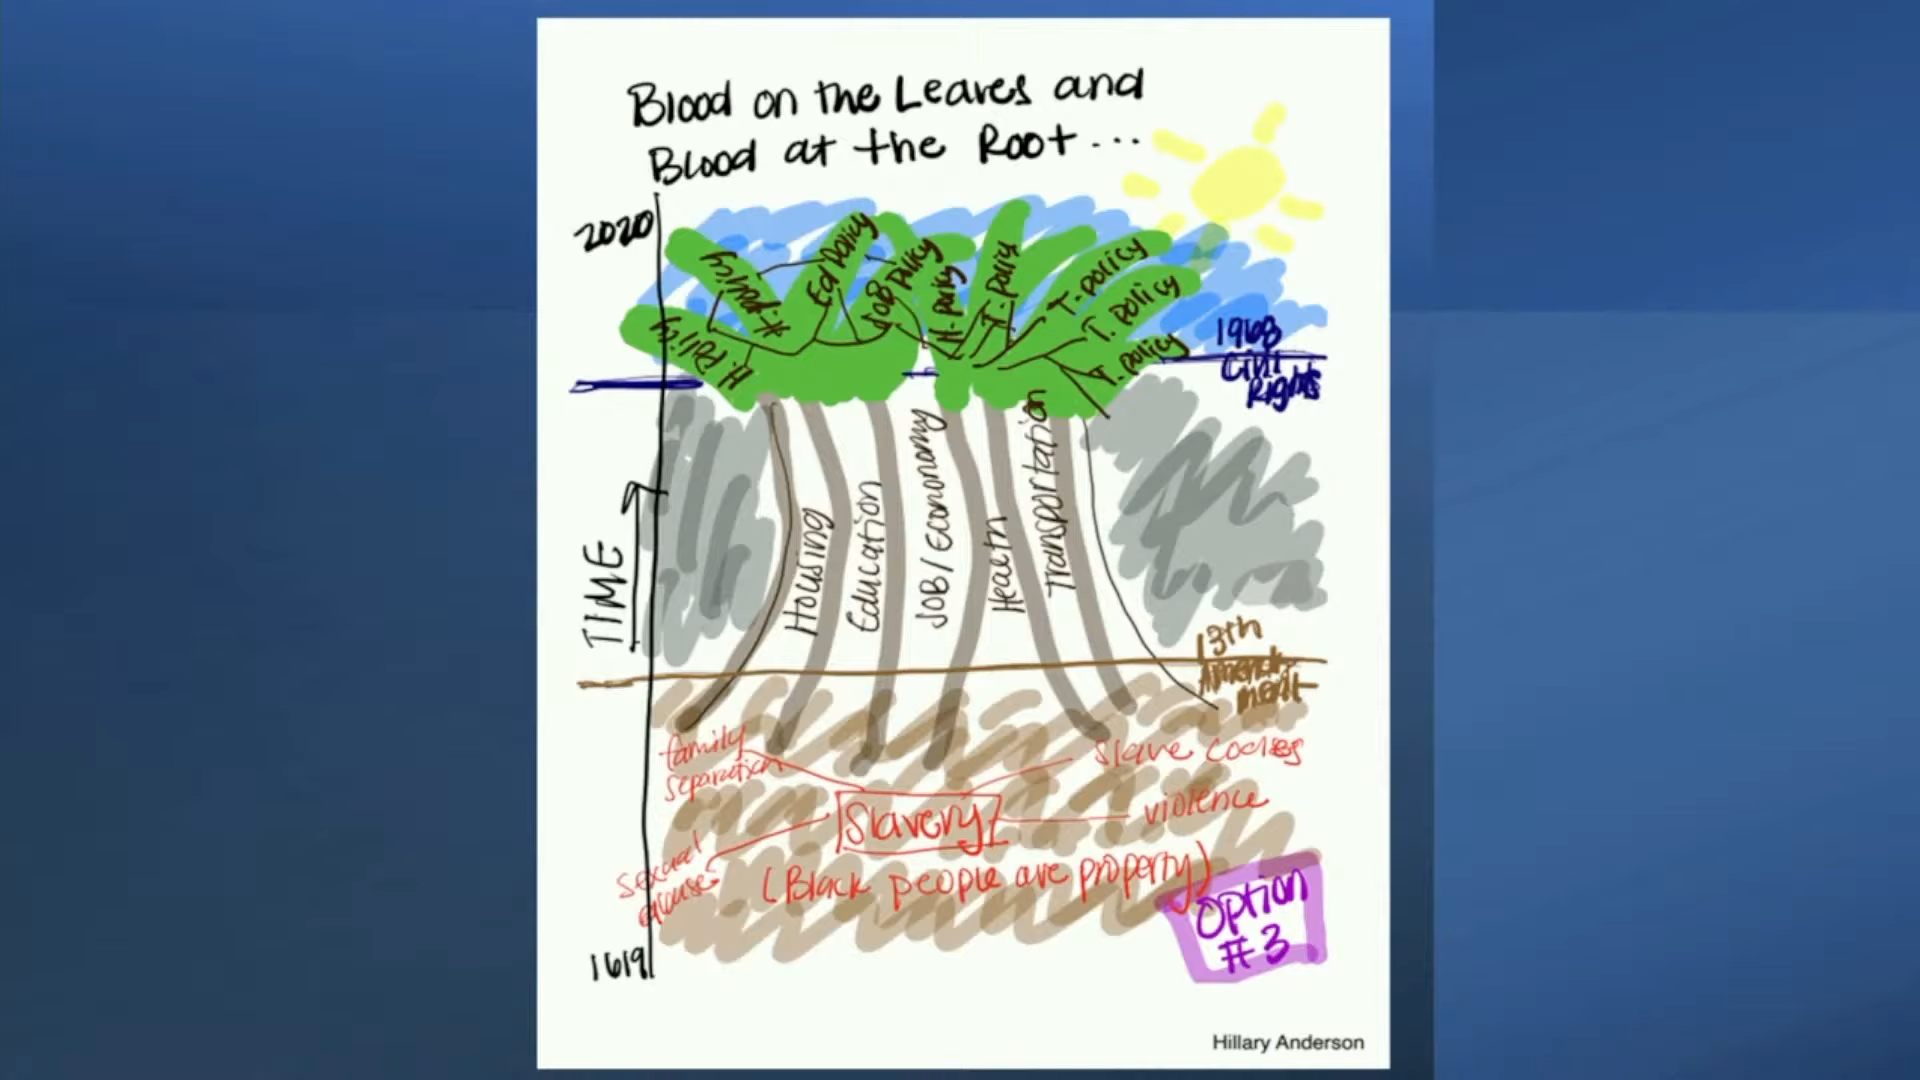 Blood on the Leaves and
Blood at the Root...
2020
H. Policy
H. policy
Ed Policy
JOB Policy
H. Policy
T. Policy
T. policy
T. policy
T. policy
1968
Civil
Rights
TIME
Housing
Education
JOB/Economy
Health
Transportation
13th
Amend-
ment
family
separation
slave codes
Slavery
violence
sexual
abuse
(Black people are property)
Option
#3
1619
Hillary Anderson